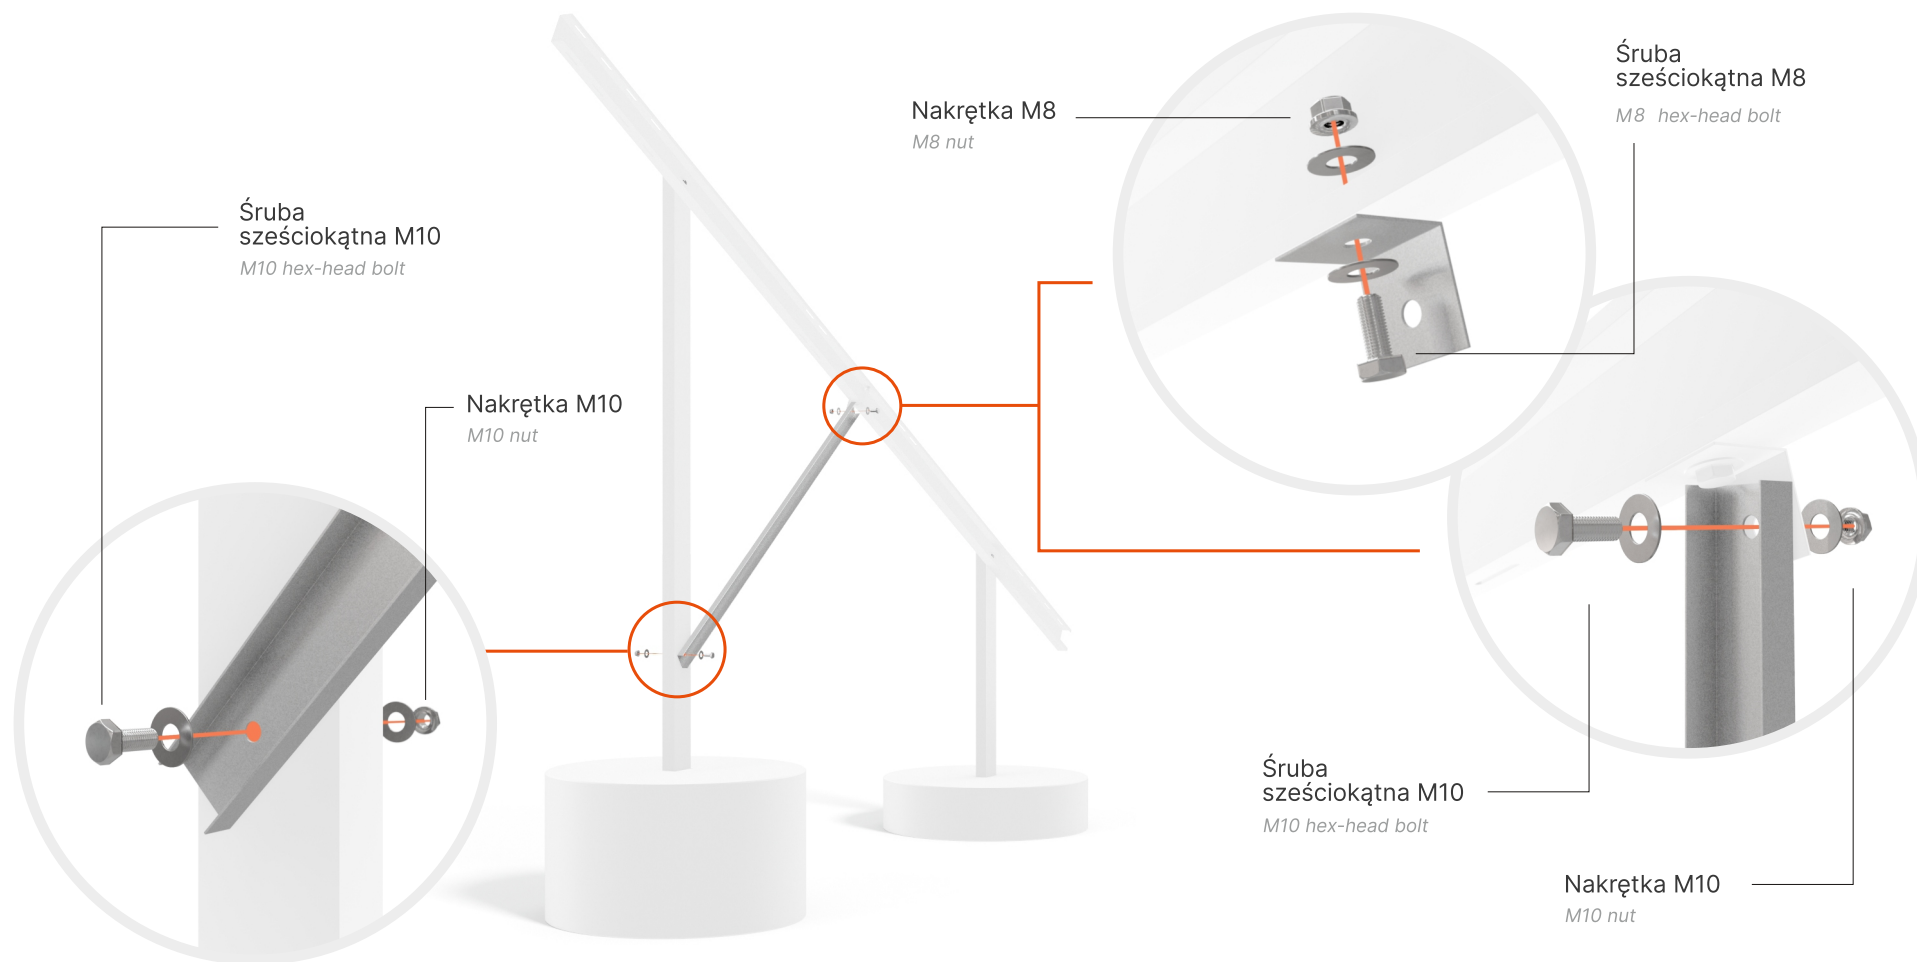 Śruba
sześciokątna M10
M10 hex-head bolt
Nakrętka M10
M10 nut
Nakrętka M8
M8 nut
Śruba
sześciokątna M8
M8 hex-head bolt
Śruba
sześciokątna M10
M10 hex-head bolt
Nakrętka M10
M10 nut